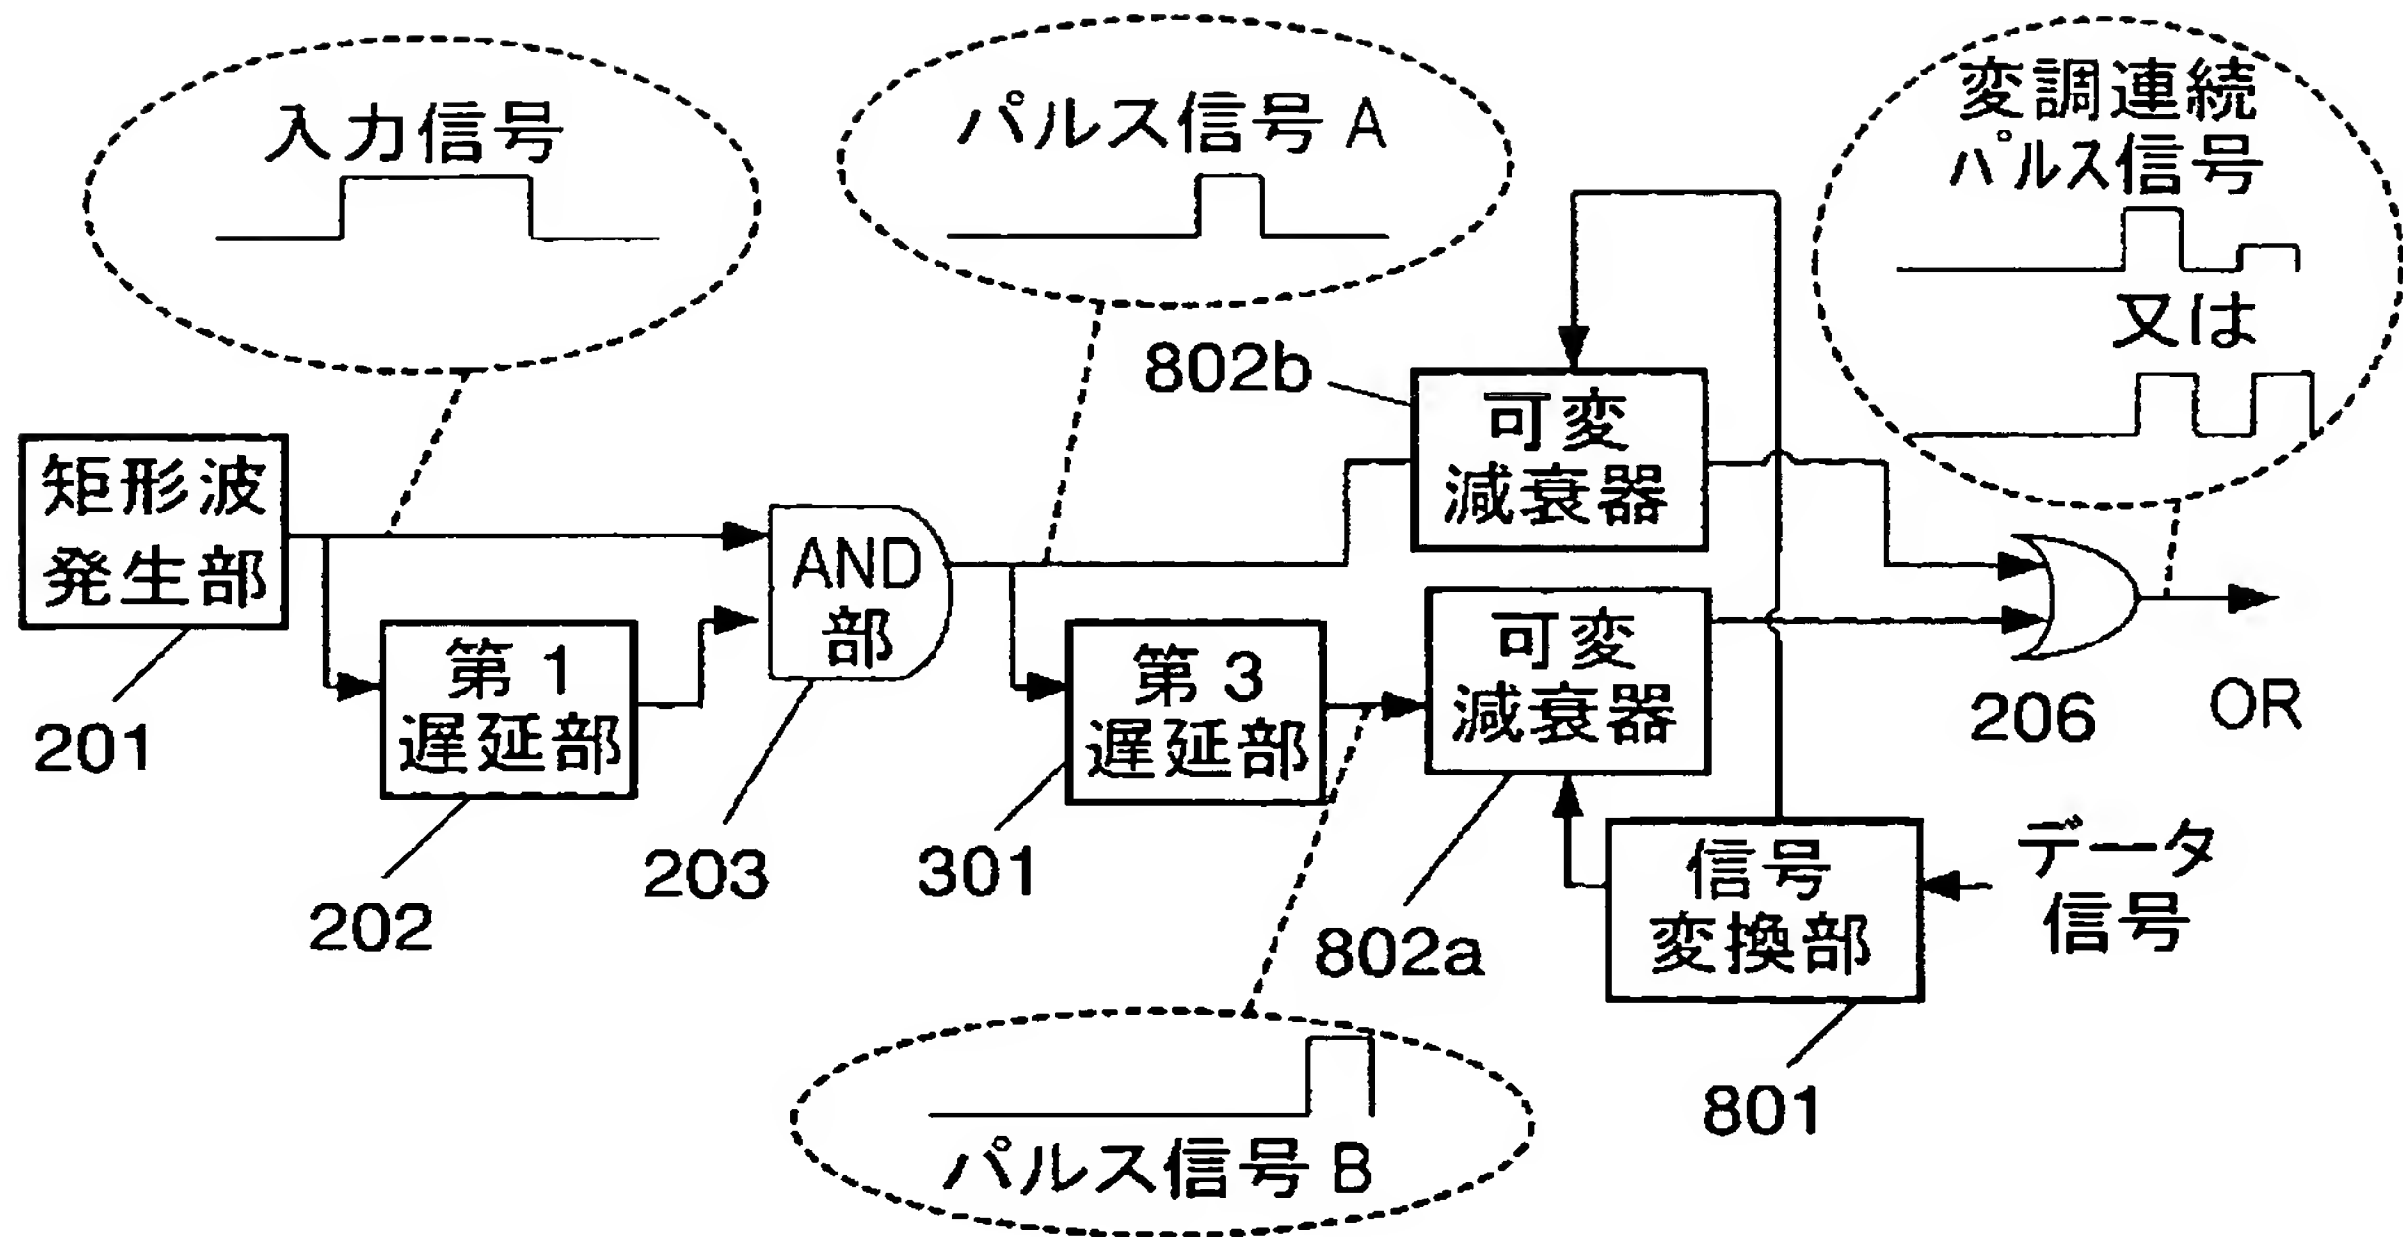 入力信号
パルス信号 A
変調連続
パルス信号
又は
802b
可変
減衰器
矩形波
発生部
AND
部
201
第1
遅延部
202
203
第3
遅延部
301
可変
減衰器
802a
206
OR
信号
変換部
データ
信号
801
パルス信号 B